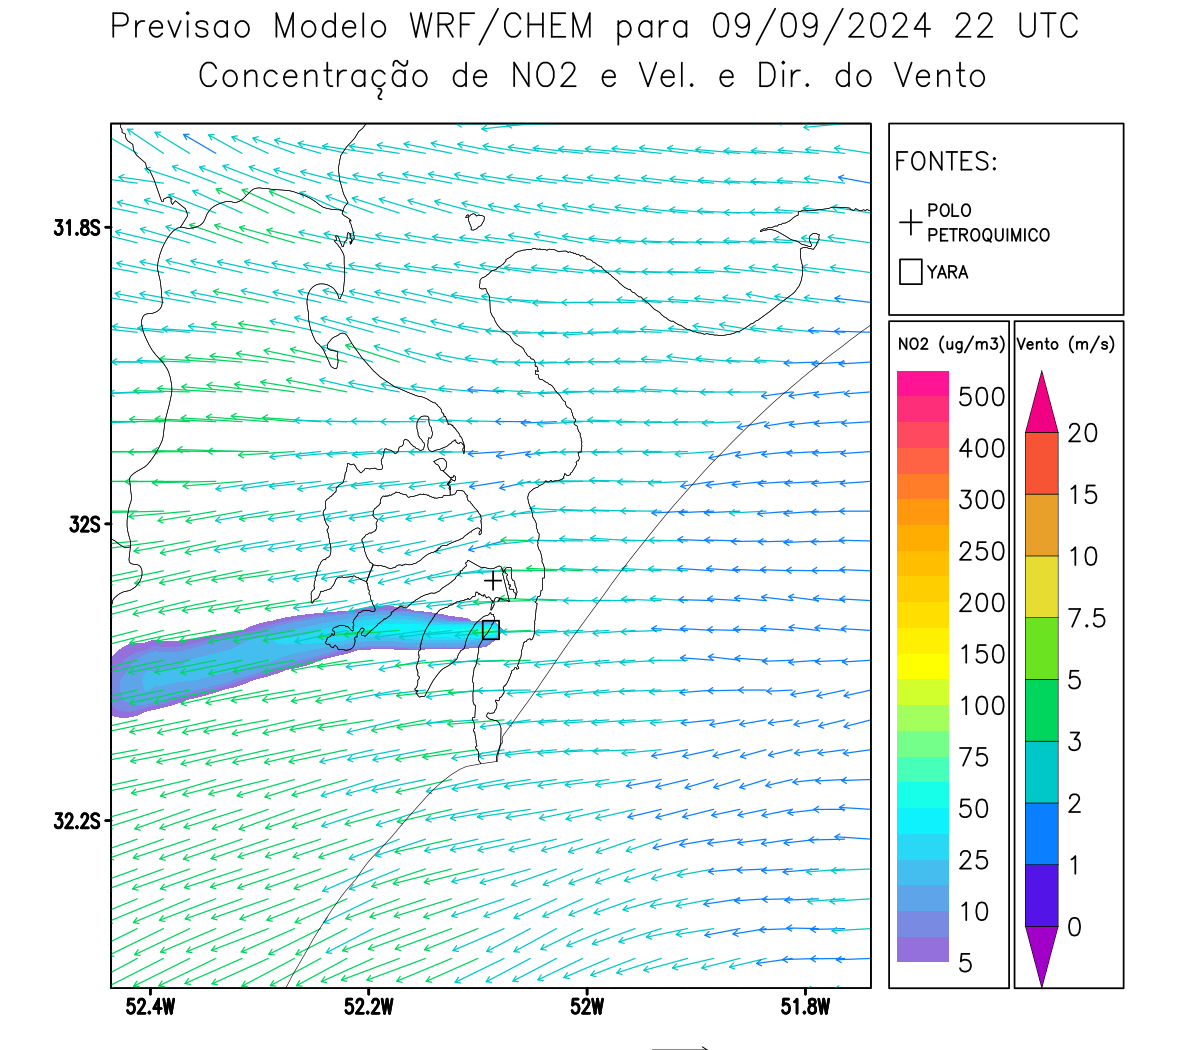 Previsao Modelo WRF/CHEM para 09/09/2024 22 UTC
Concentração de NO2 e Vel. e Dir. do Vento
FONTES:
POLO
PETROQUIMICO
YARA
NO2 (ug/m3)
500
400
300
250
200
150
100
75
50
25
10
5
Vento (m/s)
20
15
10
7.5
5
3
2
1
0
31.8S
32S
32.2S
52.4W
52.2W
52W
51.8W